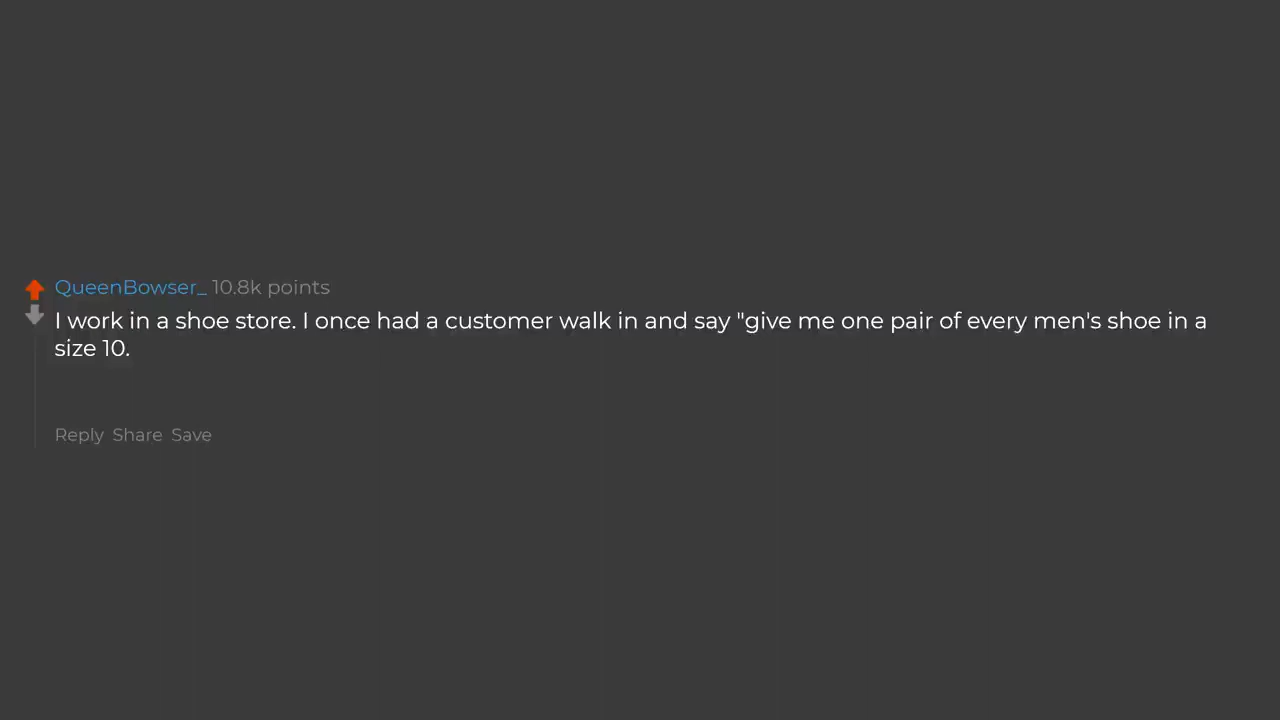 QueenBowser_ 10.8k points
I work in a shoe store. I once had a customer walk in and say "give me one pair of every men's shoe in a
size 10.
Reply Share Save